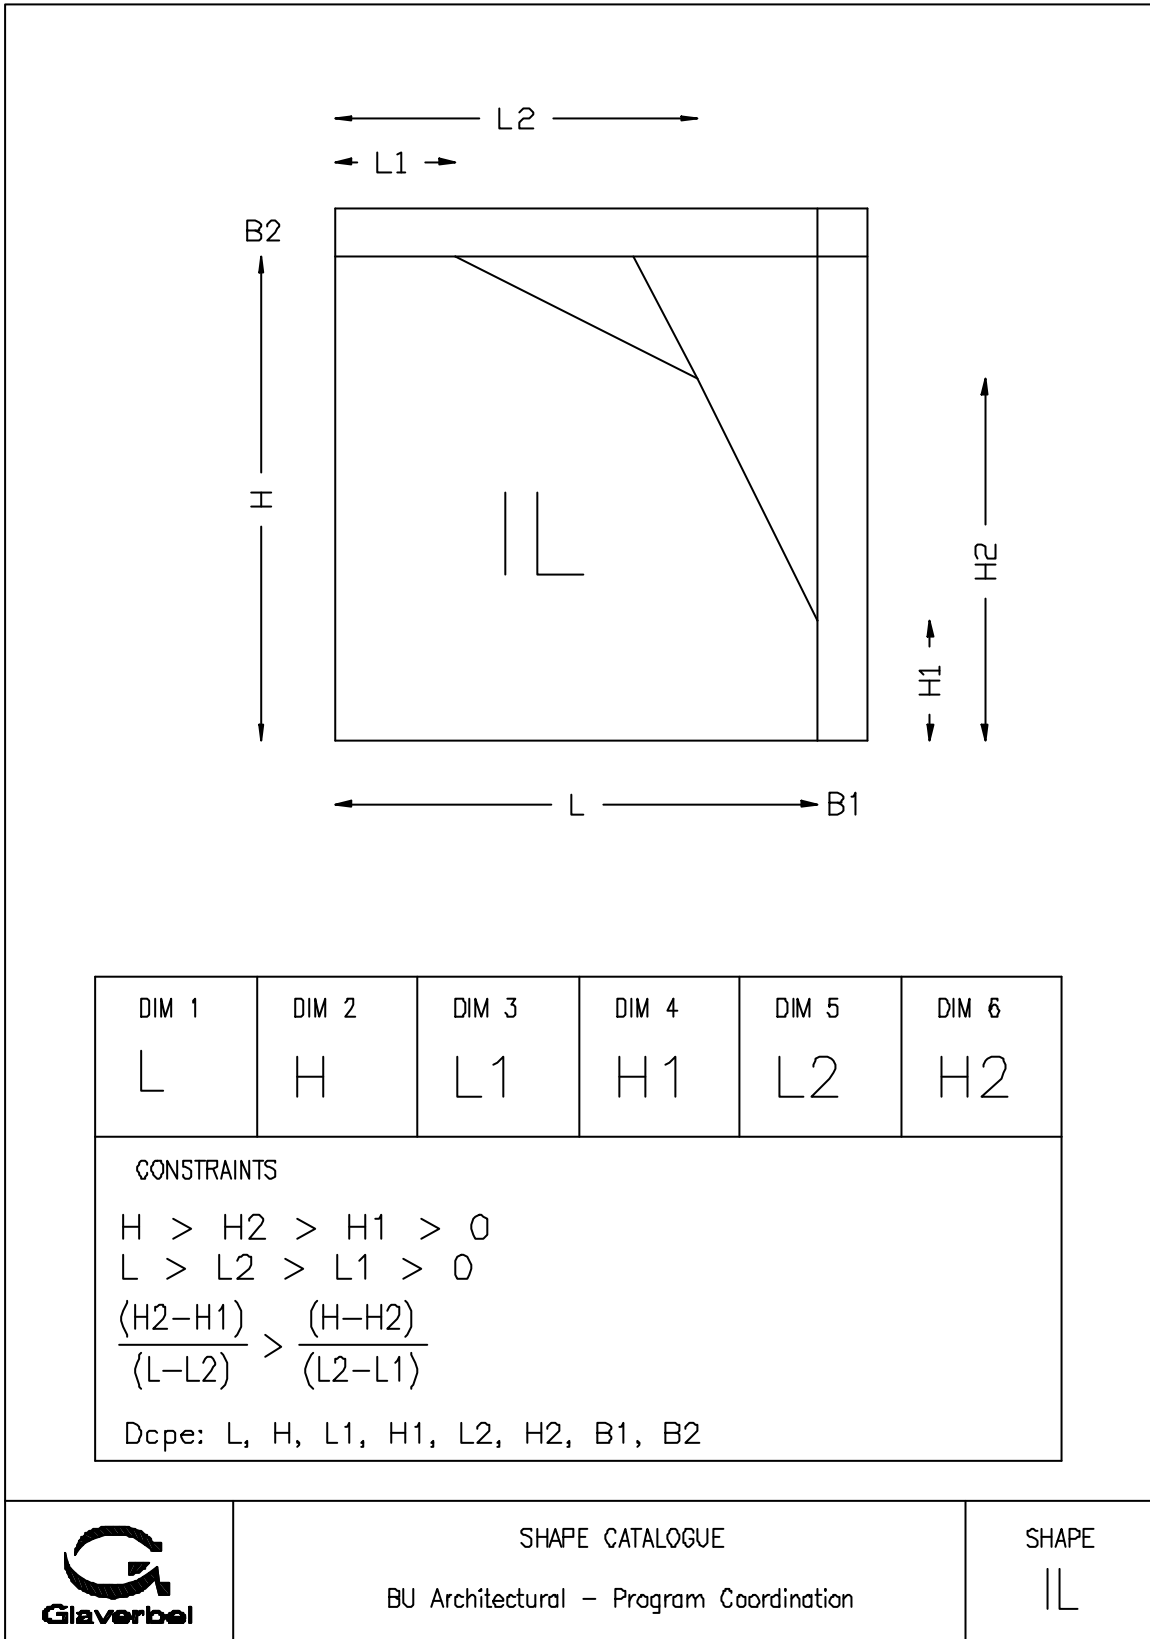 L2
L1
B2
H
IL
H2
H1
L
B1
DIM 1 DIM 2 DIM 3 DIM 4 DIM 5 DIM 6
L H L1 H1 L2 H2
CONSTRAINTS
H > H2 > H1 > 0
L > L2 > L1 > 0
(H2-H1) > (H-H2)
(L-L2) (L2-L1)
Dcpe: L, H, L1, H1, L2, H2, B1, B2
Glaverbel
SHAPE CATALOGUE
BU Architectural - Program Coordination
SHAPE
IL